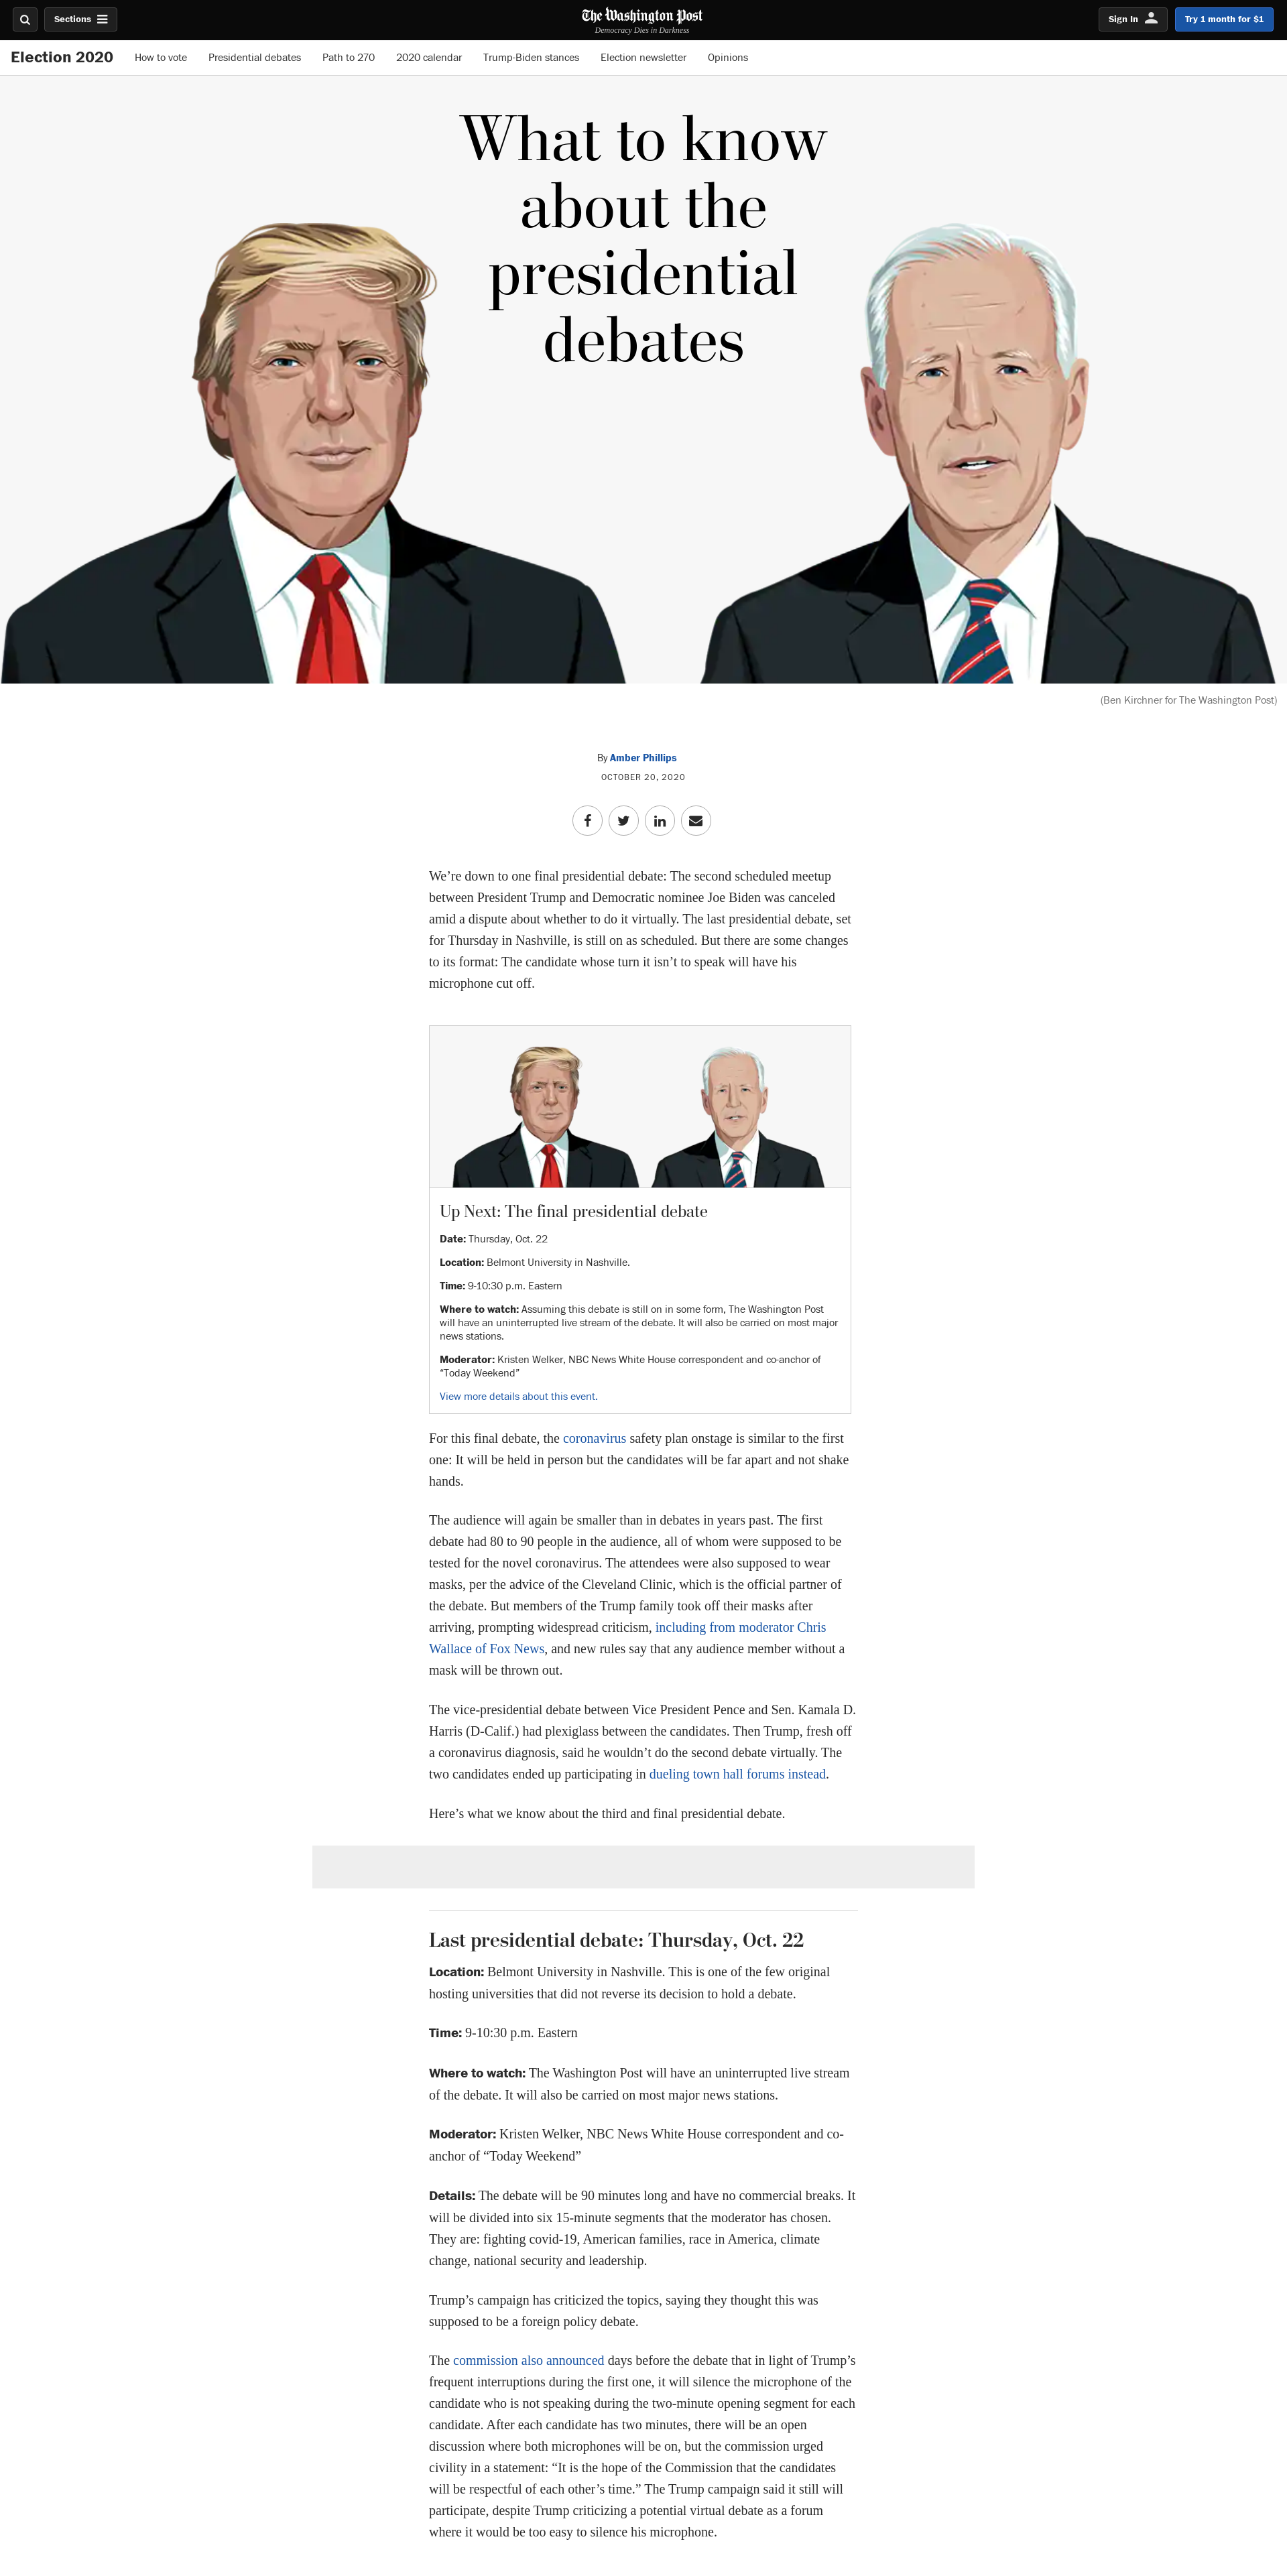 Sections
The Washington Post
Democracy Dies in Darkness
Sign In
Try 1 month for $1
Election 2020
How to vote
Presidential debates
Path to 270
2020 calendar
Trump-Biden stances
Election newsletter
Opinions
What to know
about the
presidential
debates
(Ben Kirchner for The Washington Post)
By Amber Phillips
OCTOBER 20, 2020
We’re down to one final presidential debate: The second scheduled meetup
between President Trump and Democratic nominee Joe Biden was canceled
amid a dispute about whether to do it virtually. The last presidential debate, set
for Thursday in Nashville, is still on as scheduled. But there are some changes
to its format: The candidate whose turn it isn’t to speak will have his
microphone cut off.
Up Next: The final presidential debate
Date: Thursday, Oct. 22
Location: Belmont University in Nashville.
Time: 9-10:30 p.m. Eastern
Where to watch: Assuming this debate is still on in some form, The Washington Post
will have an uninterrupted live stream of the debate. It will also be carried on most major
news stations.
Moderator: Kristen Welker, NBC News White House correspondent and co-anchor of
“Today Weekend”
View more details about this event.
For this final debate, the coronavirus safety plan onstage is similar to the first
one: It will be held in person but the candidates will be far apart and not shake
hands.
The audience will again be smaller than in debates in years past. The first
debate had 80 to 90 people in the audience, all of whom were supposed to be
tested for the novel coronavirus. The attendees were also supposed to wear
masks, per the advice of the Cleveland Clinic, which is the official partner of
the debate. But members of the Trump family took off their masks after
arriving, prompting widespread criticism, including from moderator Chris
Wallace of Fox News, and new rules say that any audience member without a
mask will be thrown out.
The vice-presidential debate between Vice President Pence and Sen. Kamala D.
Harris (D-Calif.) had plexiglass between the candidates. Then Trump, fresh off
a coronavirus diagnosis, said he wouldn’t do the second debate virtually. The
two candidates ended up participating in dueling town hall forums instead.
Here’s what we know about the third and final presidential debate.
Last presidential debate: Thursday, Oct. 22
Location: Belmont University in Nashville. This is one of the few original
hosting universities that did not reverse its decision to hold a debate.
Time: 9-10:30 p.m. Eastern
Where to watch: The Washington Post will have an uninterrupted live stream
of the debate. It will also be carried on most major news stations.
Moderator: Kristen Welker, NBC News White House correspondent and co-
anchor of “Today Weekend”
Details: The debate will be 90 minutes long and have no commercial breaks. It
will be divided into six 15-minute segments that the moderator has chosen.
They are: fighting covid-19, American families, race in America, climate
change, national security and leadership.
Trump’s campaign has criticized the topics, saying they thought this was
supposed to be a foreign policy debate.
The commission also announced days before the debate that in light of Trump’s
frequent interruptions during the first one, it will silence the microphone of the
candidate who is not speaking during the two-minute opening segment for each
candidate. After each candidate has two minutes, there will be an open
discussion where both microphones will be on, but the commission urged
civility in a statement: “It is the hope of the Commission that the candidates
will be respectful of each other’s time.” The Trump campaign said it still will
participate, despite Trump criticizing a potential virtual debate as a forum
where it would be too easy to silence his microphone.